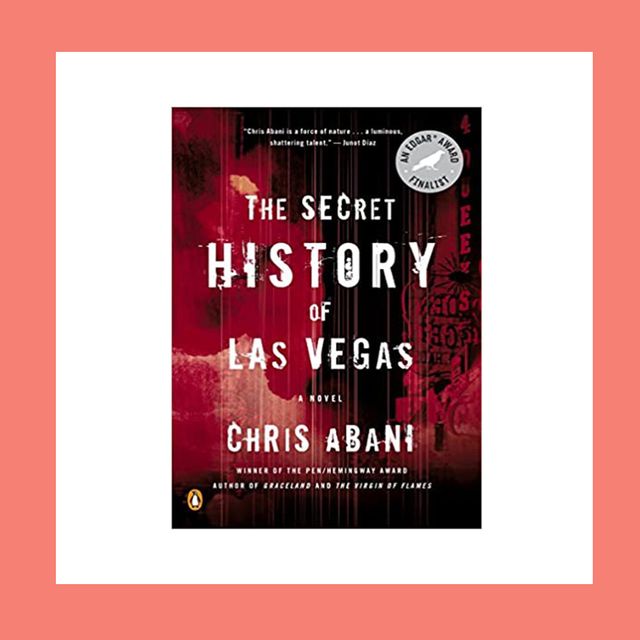 "Chris Abani is a force of nature . . . a luminous,
shattering talent." — Junot Díaz
AN EDGAR® AWARD
FINALIST
THE SECRET
HISTORY
OF
LAS VEGAS
A NOVEL
CHRIS ABANI
WINNER OF THE PEN/HEMINGWAY AWARD
AUTHOR OF GRACELAND AND THE VIRGIN OF FLAMES